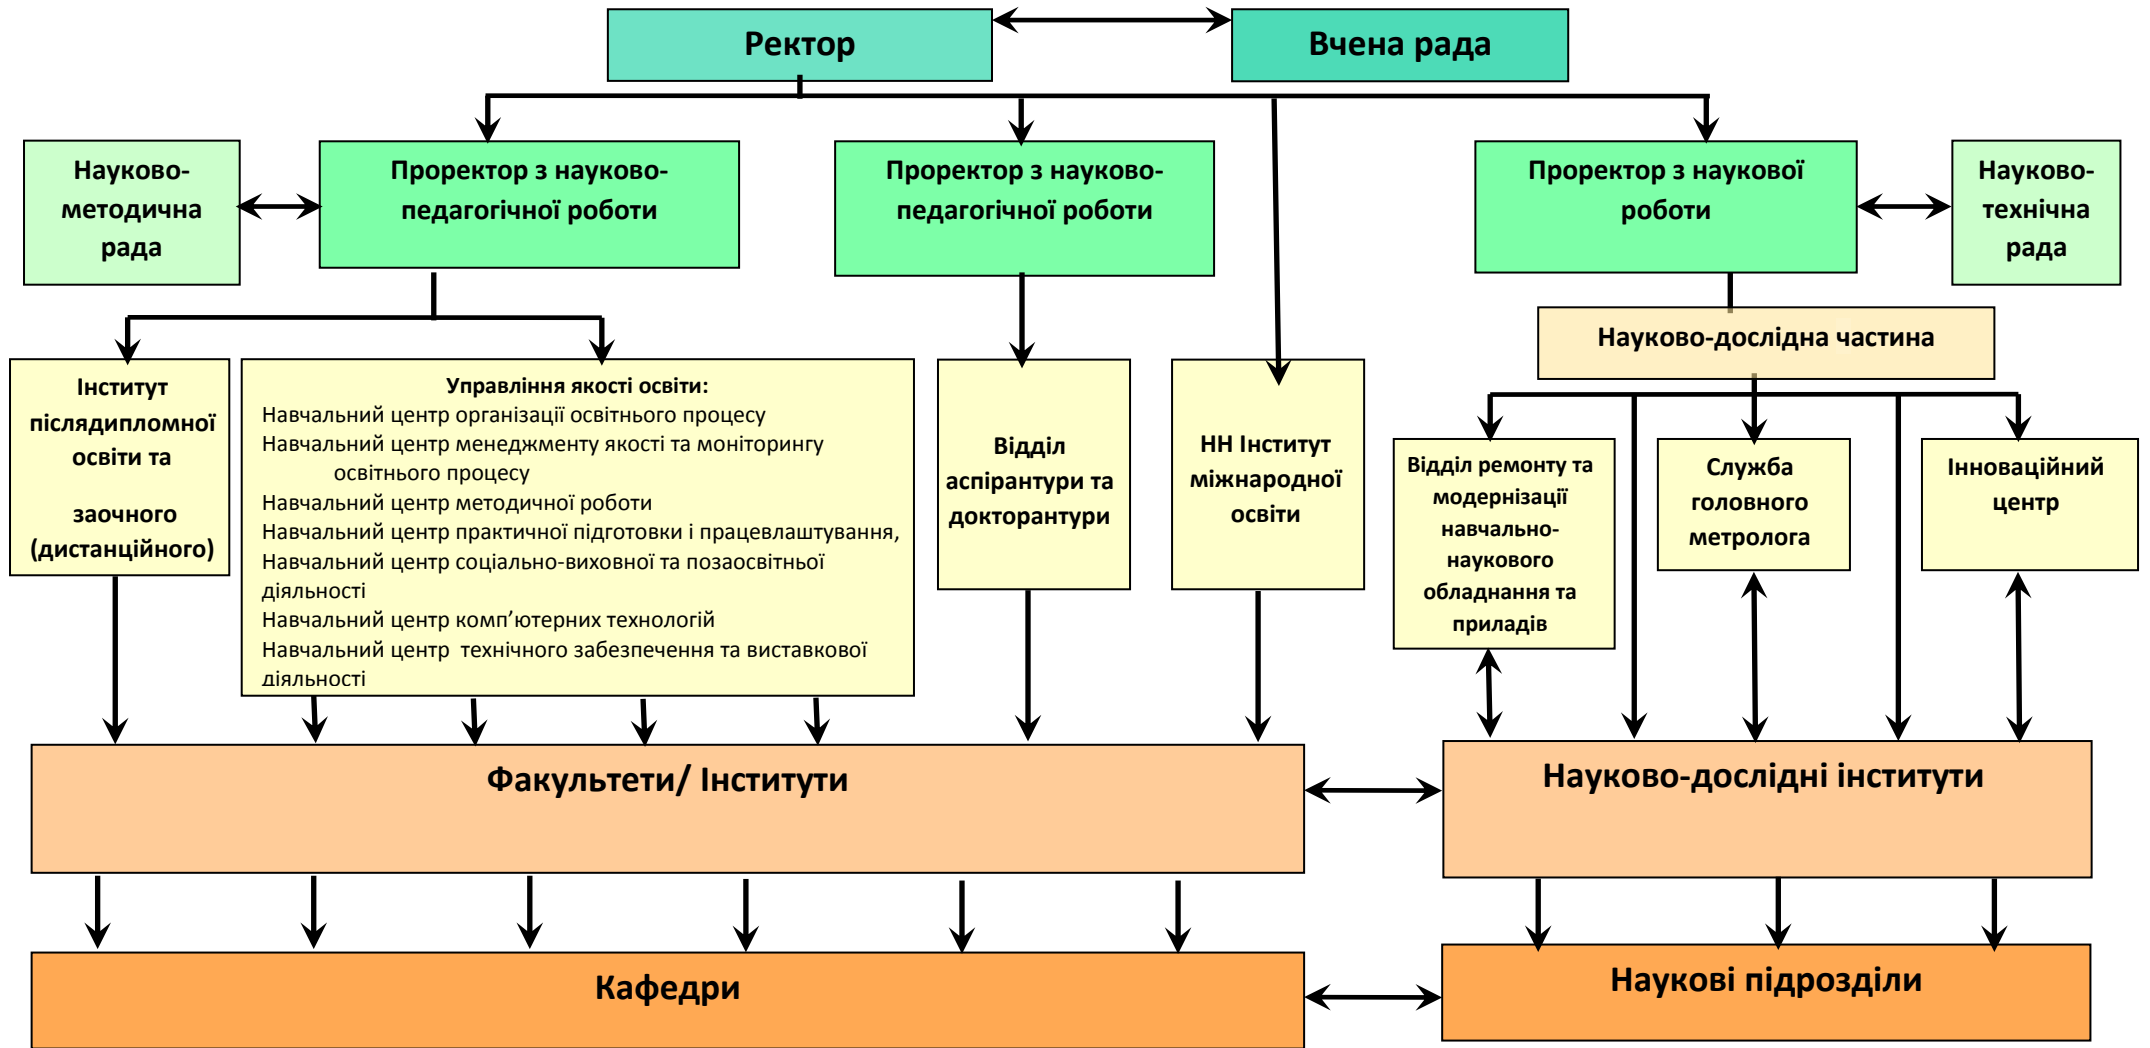 Ректор
Вчена рада
Науково-
методична
рада
Проректор з науково-
педагогічної роботи
Проректор з науково-
педагогічної роботи
Проректор з наукової
роботи
Науково-
технічна
рада
Науково-дослідна частина
Інститут
післядипломної
освіти та
заочного
(дистанційного)
Управління якості освіти:
Навчальний центр організації освітнього процесу
Навчальний центр менеджменту якості та моніторингу
освітнього процесу
Навчальний центр методичної роботи
Навчальний центр практичної підготовки і працевлаштування,
Навчальний центр соціально-виховної та позаосвітньої
діяльності
Навчальний центр комп’ютерних технологій
Навчальний центр  технічного забезпечення та виставкової
діяльності
Відділ
аспірантури та
докторантури
НН Інститут
міжнародної
освіти
Відділ ремонту та
модернізації
навчально-
наукового
обладнання та
приладів
Служба
головного
метролога
Інноваційний
центр
Факультети/ Інститути
Науково-дослідні інститути
Кафедри
Наукові підрозділи